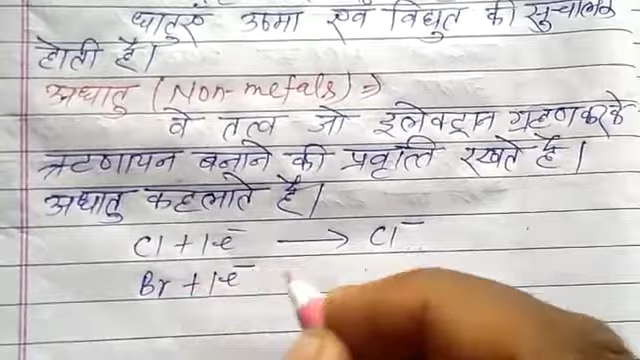 धातुएँ ऊष्मा एवं विधुत की सुचालक
होती है।
अधातु (Non-metals) ⇒
वे तत्व जो इलेक्ट्रान ग्रहण करके
ऋणायन बनाने की प्रवृत्ति रखते हैं।
अधातु कहलाते हैं।
Cl + 1e⁻ ⟶ Cl⁻
Br + 1e⁻